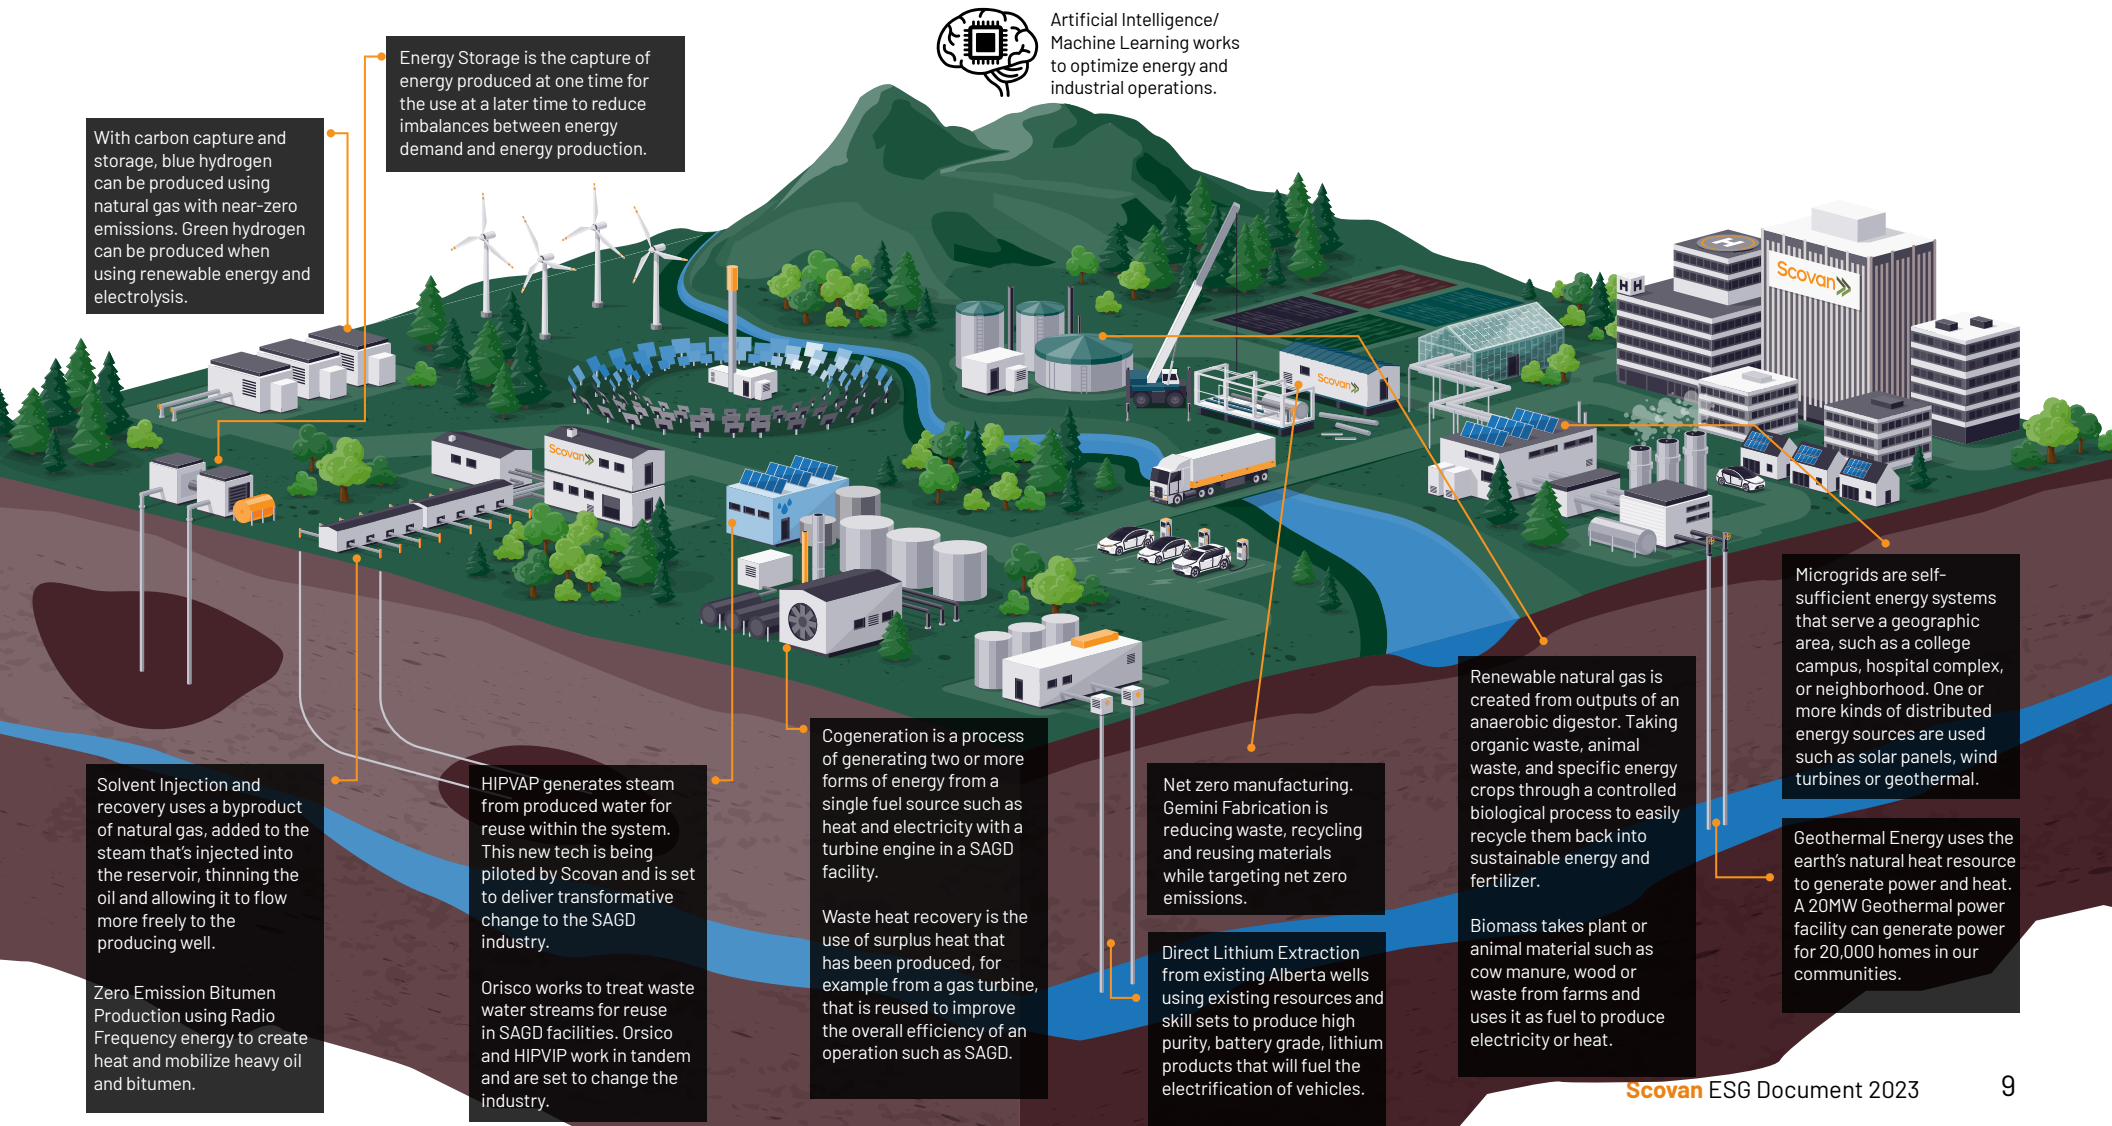 Artificial Intelligence/
Machine Learning works
to optimize energy and
industrial operations.
Energy Storage is the capture of
energy produced at one time for
the use at a later time to reduce
imbalances between energy
demand and energy production.
With carbon capture and
storage, blue hydrogen
can be produced using
natural gas with near-zero
emissions. Green hydrogen
can be produced when
using renewable energy and
electrolysis.
H
H H
Scovan
Scovan
Scovan
Microgrids are self-
sufficient energy systems
that serve a geographic
area, such as a college
campus, hospital complex,
or neighborhood. One or
more kinds of distributed
energy sources are used
such as solar panels, wind
turbines or geothermal.
Solvent Injection and
recovery uses a byproduct
of natural gas, added to the
steam that's injected into
the reservoir, thinning the
oil and allowing it to flow
more freely to the
producing well.
Zero Emission Bitumen
Production using Radio
Frequency energy to create
heat and mobilize heavy oil
and bitumen.
HIPVAP generates steam
from produced water for
reuse within the system.
This new tech is being
piloted by Scovan and is set
to deliver transformative
change to the SAGD
industry.
Orisco works to treat waste
water streams for reuse
in SAGD facilities. Orsico
and HIPVIP work in tandem
and are set to change the
industry.
Cogeneration is a process
of generating two or more
forms of energy from a
single fuel source such as
heat and electricity with a
turbine engine in a SAGD
facility.
Waste heat recovery is the
use of surplus heat that
has been produced, for
example from a gas turbine,
that is reused to improve
the overall efficiency of an
operation such as SAGD.
Net zero manufacturing.
Gemini Fabrication is
reducing waste, recycling
and reusing materials
while targeting net zero
emissions.
Direct Lithium Extraction
from existing Alberta wells
using existing resources and
skill sets to produce high
purity, battery grade, lithium
products that will fuel the
electrification of vehicles.
Renewable natural gas is
created from outputs of an
anaerobic digestor. Taking
organic waste, animal
waste, and specific energy
crops through a controlled
biological process to easily
recycle them back into
sustainable energy and
fertilizer.
Biomass takes plant or
animal material such as
cow manure, wood or
waste from farms and
uses it as fuel to produce
electricity or heat.
Geothermal Energy uses the
earth's natural heat resource
to generate power and heat.
A 20MW Geothermal power
facility can generate power
for 20,000 homes in our
communities.
Scovan ESG Document 2023
9